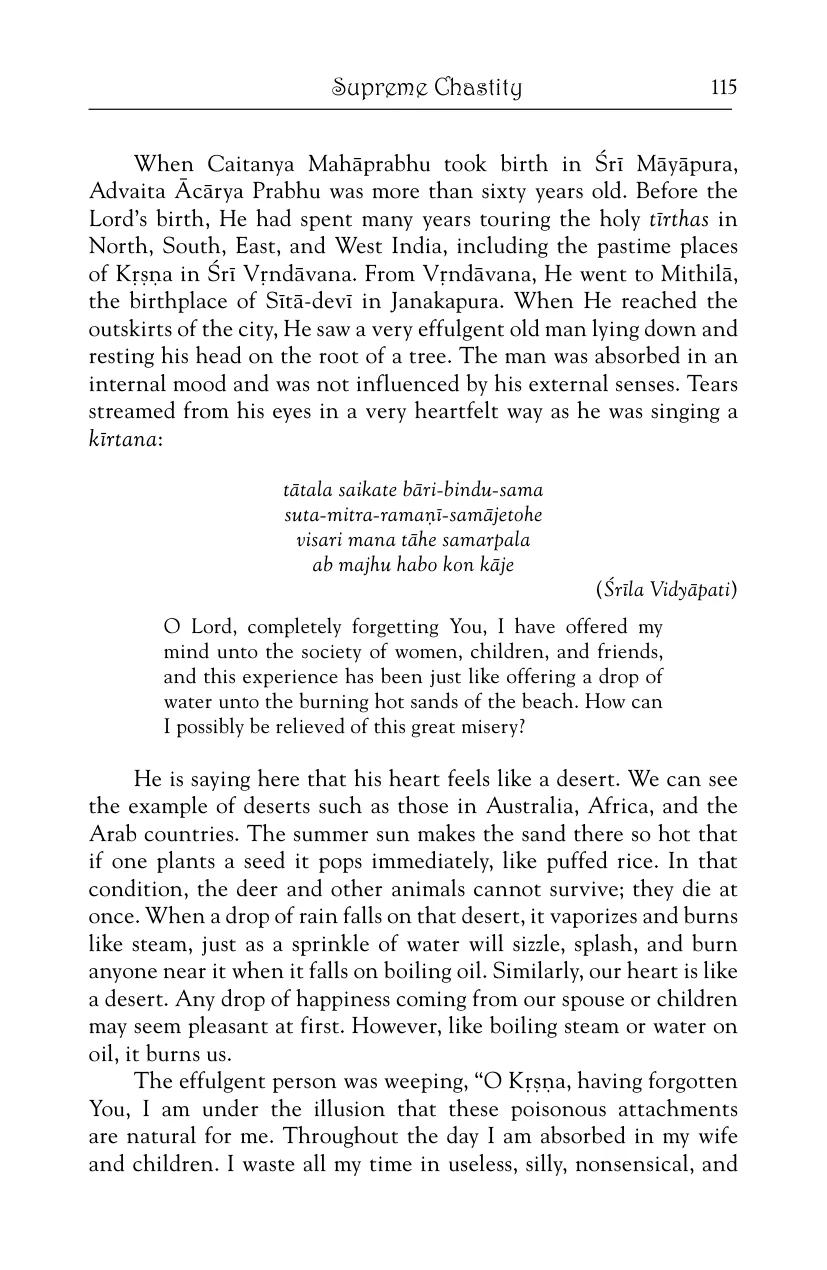 Supreme Chastity 115
When Caitanya Mahāprabhu took birth in Śrī Māyāpura,
Advaita Ācārya Prabhu was more than sixty years old. Before the
Lord’s birth, He had spent many years touring the holy tīrthas in
North, South, East, and West India, including the pastime places
of Kṛṣṇa in Śrī Vṛndāvana. From Vṛndāvana, He went to Mithilā,
the birthplace of Sītā-devī in Janakapura. When He reached the
outskirts of the city, He saw a very effulgent old man lying down and
resting his head on the root of a tree. The man was absorbed in an
internal mood and was not influenced by his external senses. Tears
streamed from his eyes in a very heartfelt way as he was singing a
kīrtana:
tātala saikate bāri-bindu-sama
suta-mitra-ramaṇī-samājetohe
visari mana tāhe samarpala
ab majhu habo kon kāje
(Śrīla Vidyāpati)
O Lord, completely forgetting You, I have offered my
mind unto the society of women, children, and friends,
and this experience has been just like offering a drop of
water unto the burning hot sands of the beach. How can
I possibly be relieved of this great misery?
He is saying here that his heart feels like a desert. We can see
the example of deserts such as those in Australia, Africa, and the
Arab countries. The summer sun makes the sand there so hot that
if one plants a seed it pops immediately, like puffed rice. In that
condition, the deer and other animals cannot survive; they die at
once. When a drop of rain falls on that desert, it vaporizes and burns
like steam, just as a sprinkle of water will sizzle, splash, and burn
anyone near it when it falls on boiling oil. Similarly, our heart is like
a desert. Any drop of happiness coming from our spouse or children
may seem pleasant at first. However, like boiling steam or water on
oil, it burns us.
The effulgent person was weeping, “O Kṛṣṇa, having forgotten
You, I am under the illusion that these poisonous attachments
are natural for me. Throughout the day I am absorbed in my wife
and children. I waste all my time in useless, silly, nonsensical, and